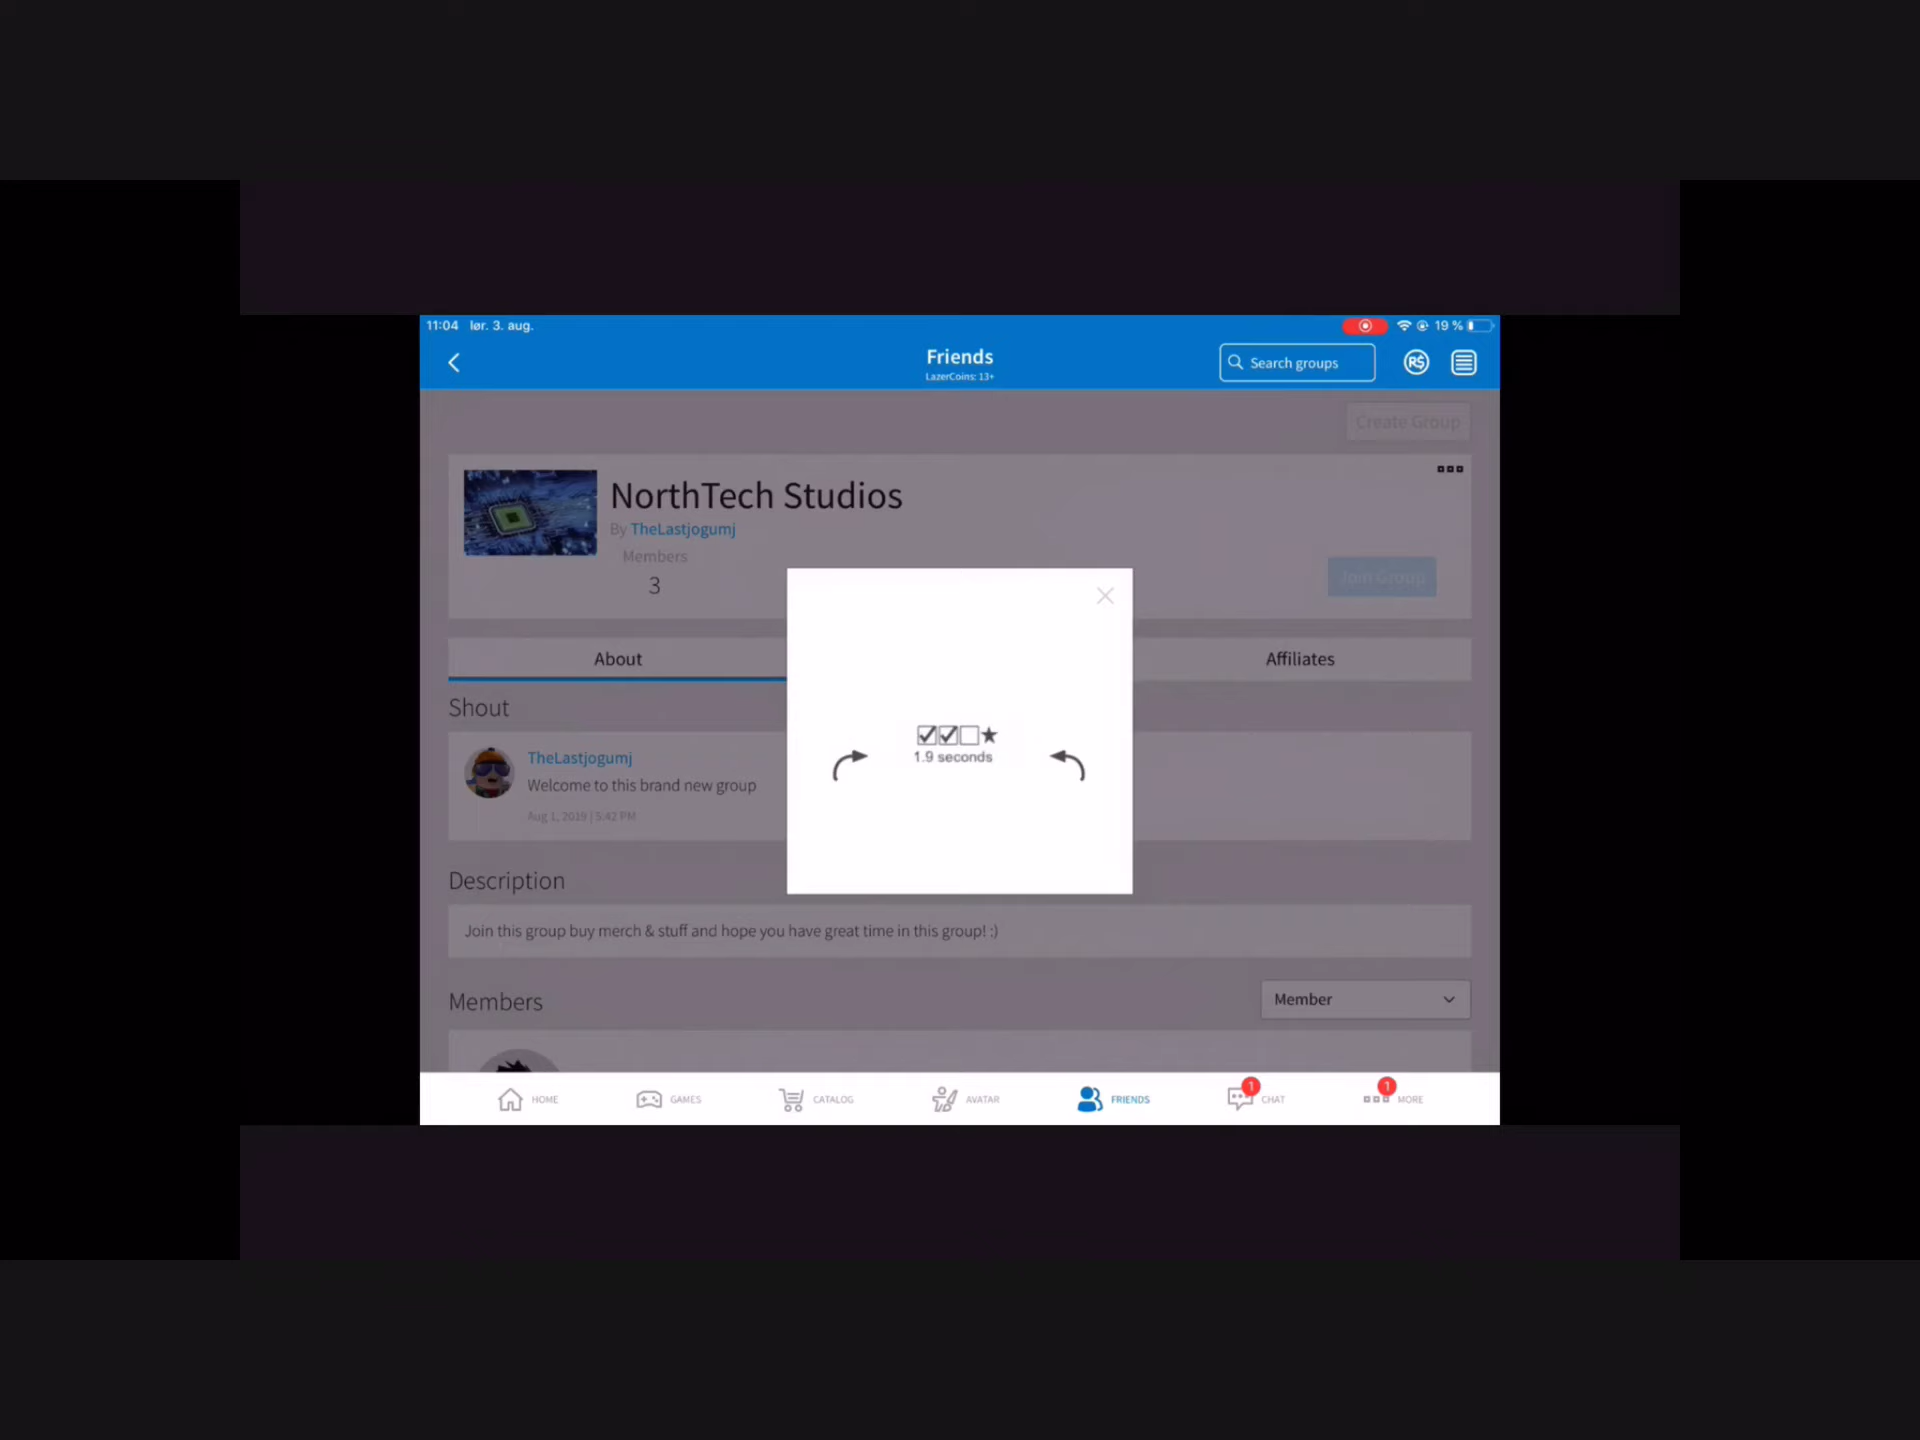 11:04 lør. 3. aug.
19 %
Friends
LazerCoins: 13+
Search groups
R$
Create Group
NorthTech Studios
By TheLastjogumj
Members
3
Join Group
About
Affiliates
Shout
TheLastjogumj
Welcome to this brand new group
Aug 1, 2019 | 5:42 PM
1.9 seconds
Description
Join this group buy merch & stuff and hope you have great time in this group! :)
Members
Member
HOME
GAMES
CATALOG
AVATAR
FRIENDS
1
CHAT
1
MORE